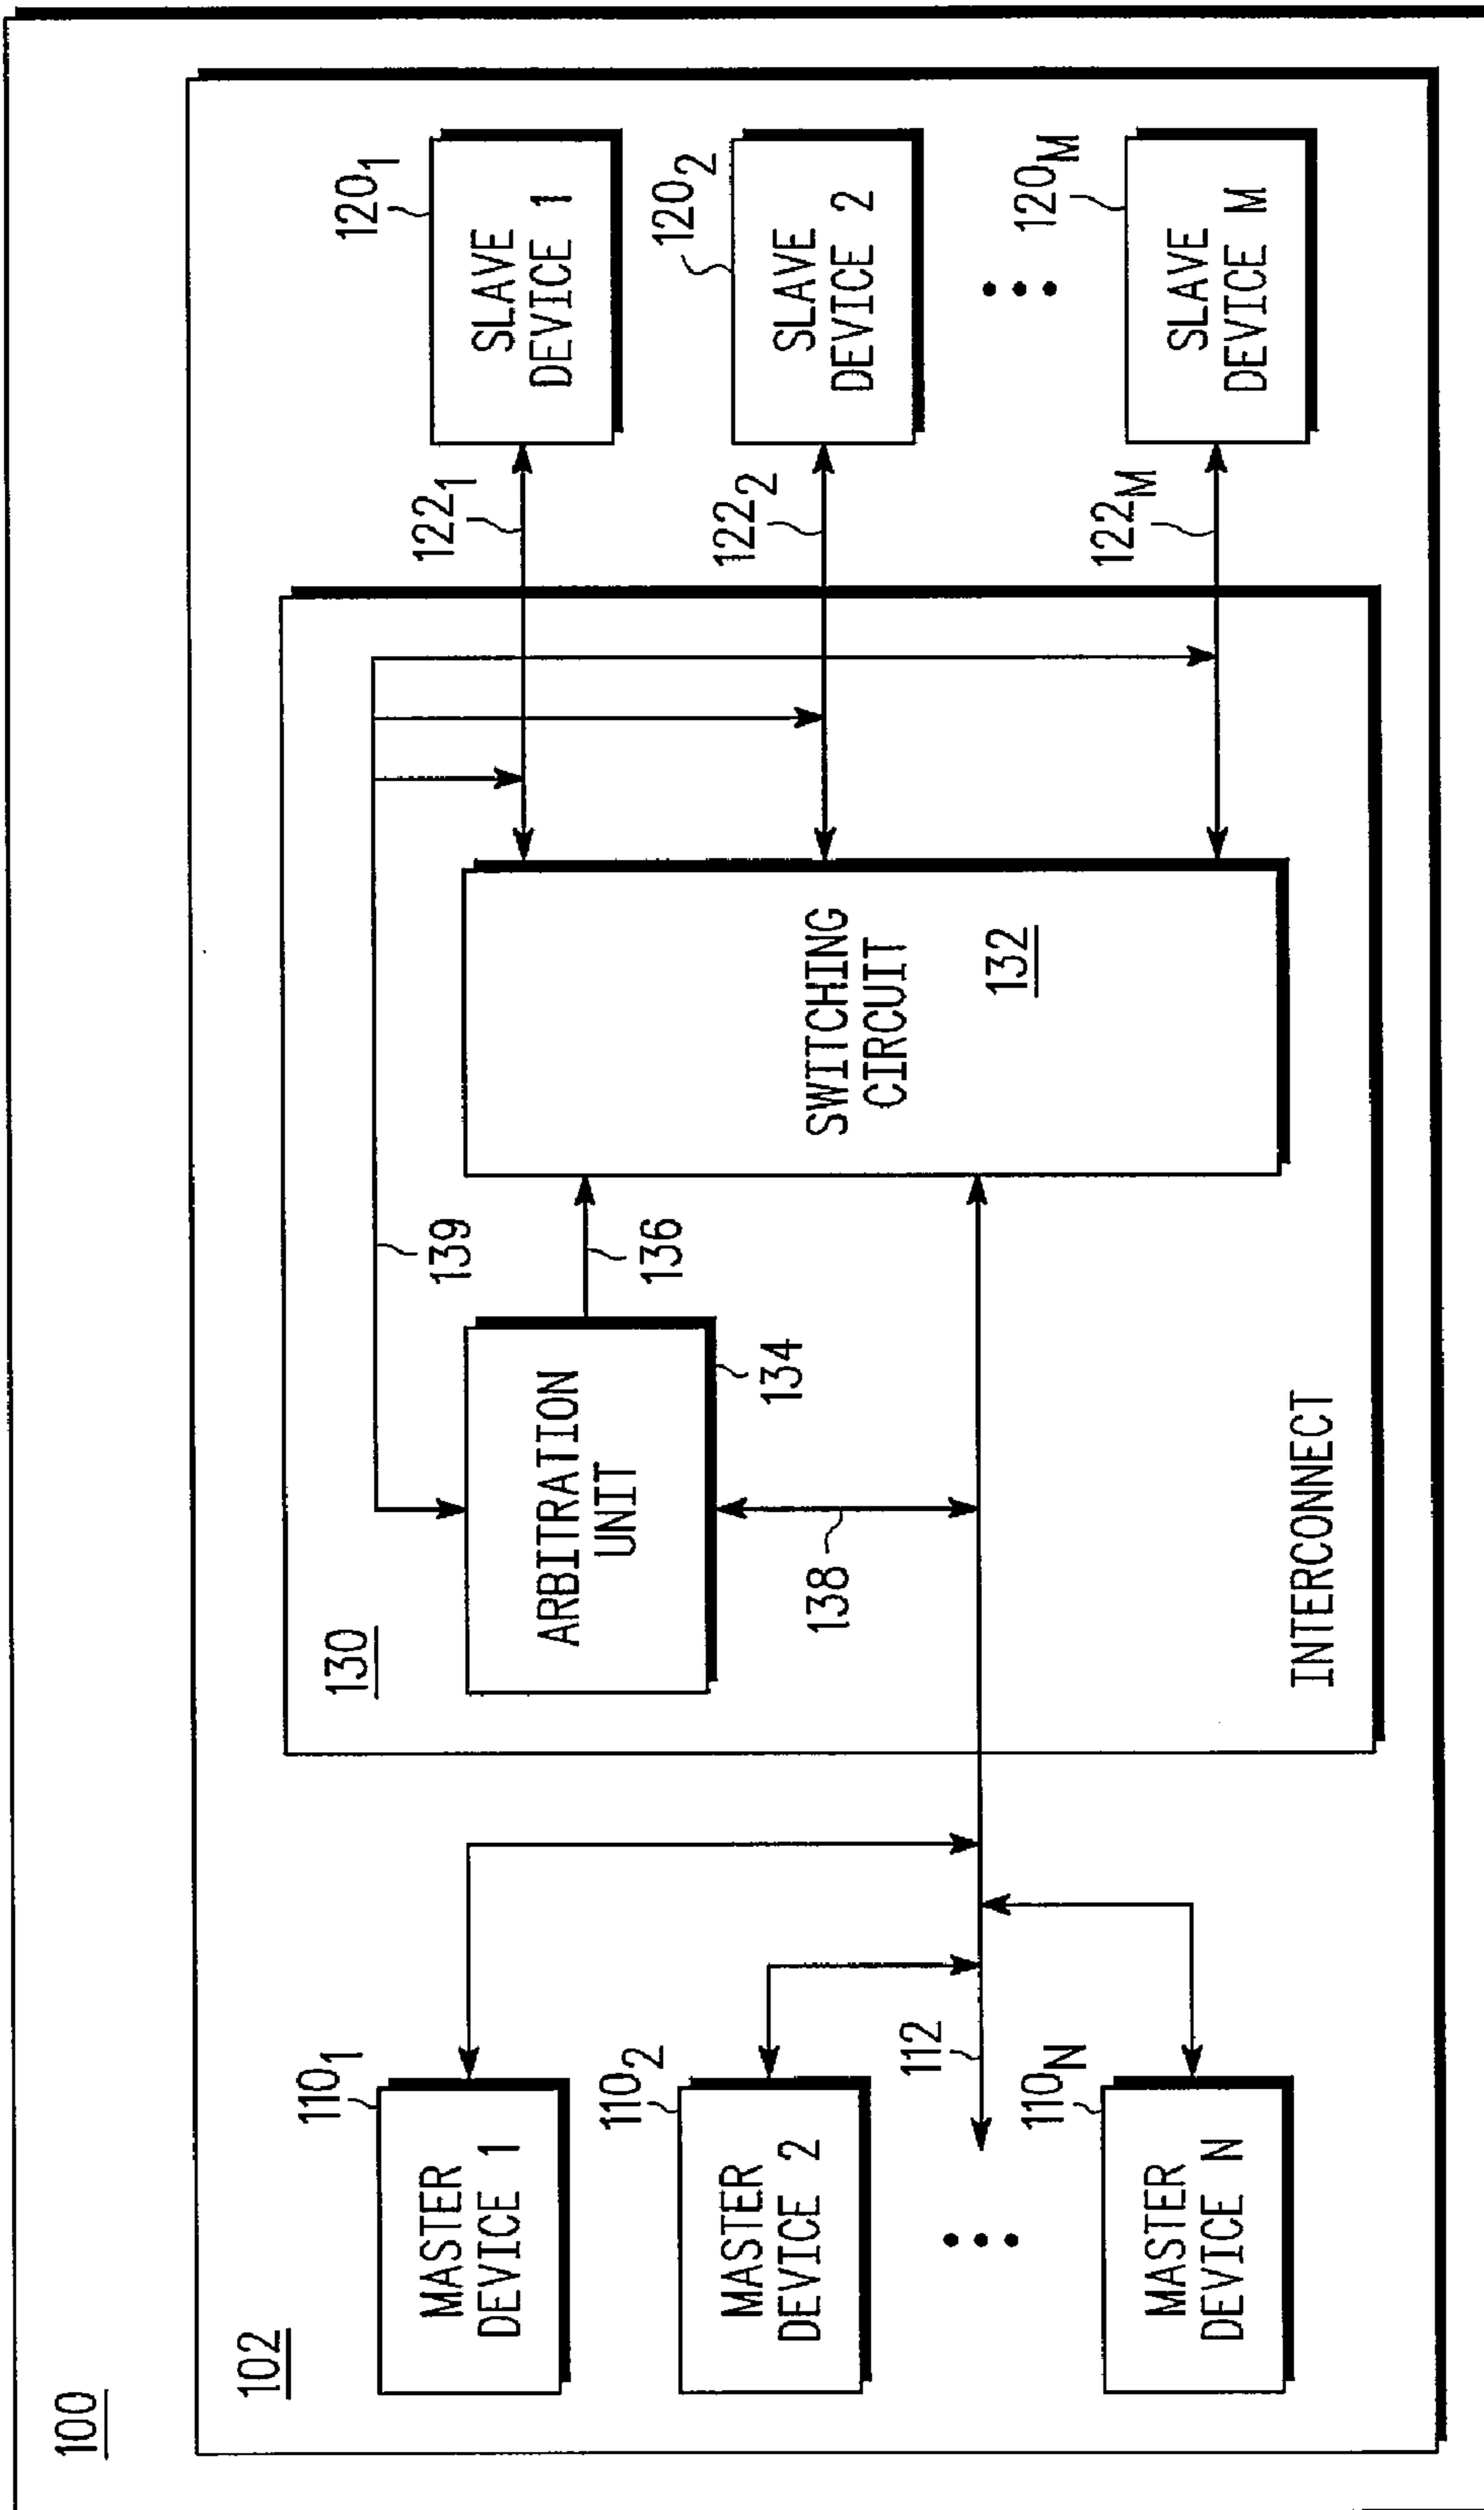 100
102
110₁
MASTER
DEVICE 1
110₂
MASTER
DEVICE 2
112
110N
MASTER
DEVICE N
130
ARBITRATION
UNIT
134
138
139
136
SWITCHING
CIRCUIT
132
INTERCONNECT
122₁
122₂
122M
120₁
SLAVE
DEVICE 1
120₂
SLAVE
DEVICE 2
120M
SLAVE
DEVICE M